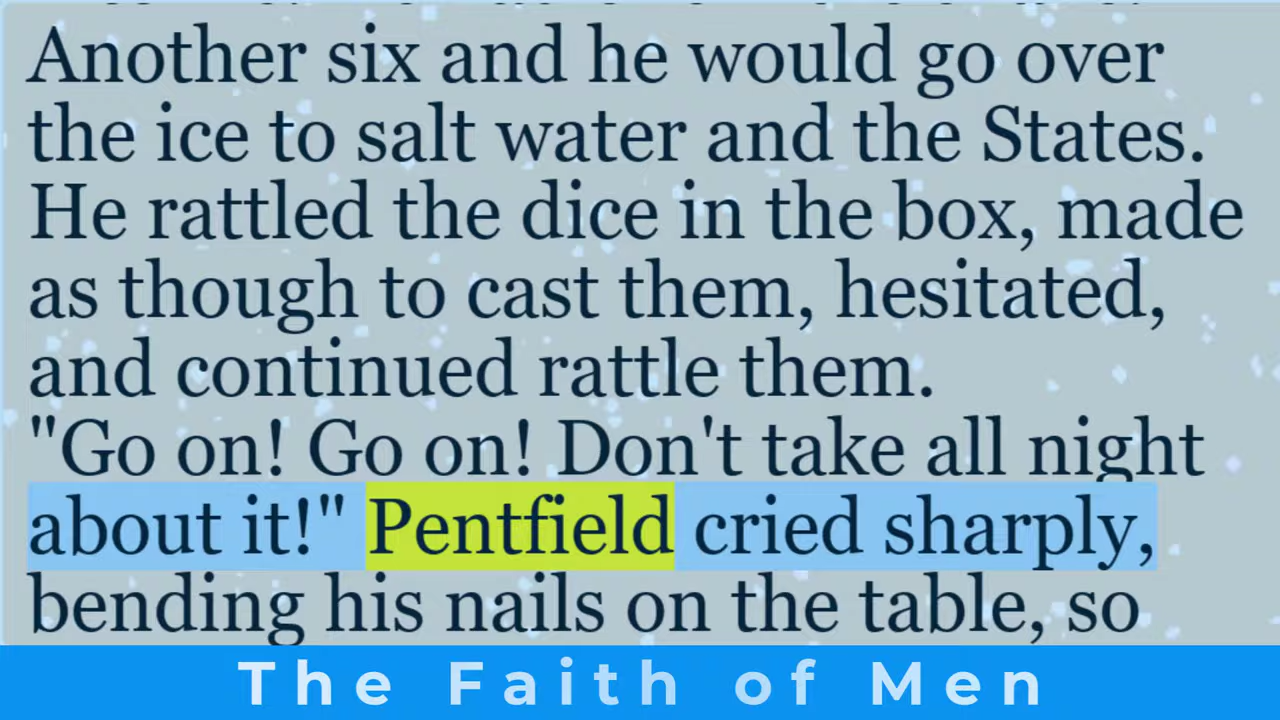 Another six and he would go over
the ice to salt water and the States.
He rattled the dice in the box, made
as though to cast them, hesitated,
and continued rattle them.
"Go on! Go on! Don't take all night
about it!" Pentfield cried sharply,
bending his nails on the table, so
The Faith of Men